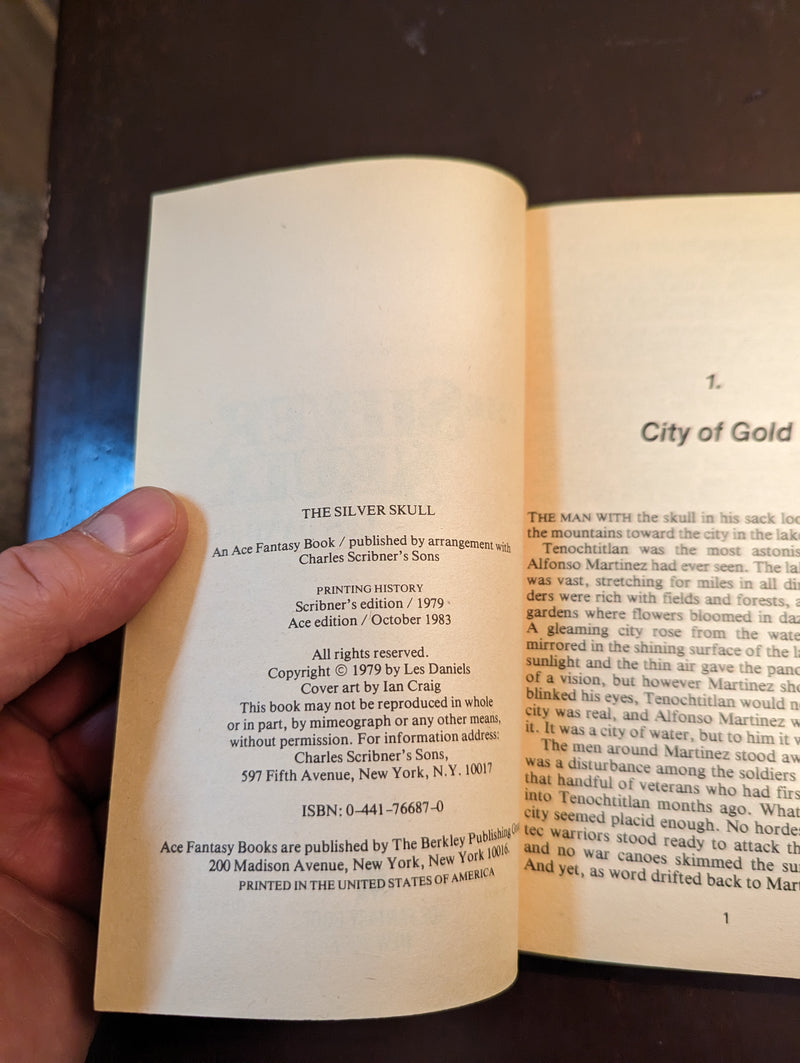 THE SILVER SKULL
An Ace Fantasy Book / published by arrangement with
Charles Scribner's Sons
PRINTING HISTORY
Scribner's edition / 1979
Ace edition / October 1983
All rights reserved.
Copyright © 1979 by Les Daniels
Cover art by Ian Craig
This book may not be reproduced in whole
or in part, by mimeograph or any other means,
without permission. For information address:
Charles Scribner's Sons,
597 Fifth Avenue, New York, N.Y. 10017
ISBN: 0-441-76687-0
Ace Fantasy Books are published by The Berkley Publishing
200 Madison Avenue, New York, New York 10016.
PRINTED IN THE UNITED STATES OF AMERICA
1.
City of Gold
THE MAN WITH the skull in his sack
the mountains toward the city in the
Tenochtitlan was the most
Alfonso Martinez had ever seen. The
was vast, stretching for miles in all
ders were rich with fields and forests,
gardens where flowers bloomed in
A gleaming city rose from the
mirrored in the shining surface of the
sunlight and the thin air gave the
of a vision, but however Martinez
blinked his eyes, Tenochtitlan would
city was real, and Alfonso Martinez
it. It was a city of water, but to him it
The men around Martinez stood
was a disturbance among the soldiers
that handful of veterans who had
into Tenochtitlan months ago. What
city seemed placid enough. No
tec warriors stood ready to attack
and no war canoes skimmed the
And yet, as word drifted back to
1